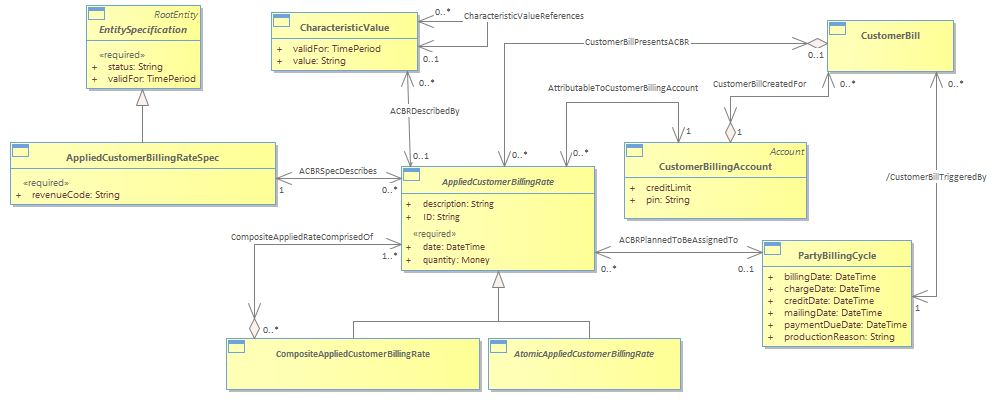 RootEntity
EntitySpecification
«required»
+ status: String
+ validFor: TimePeriod
CharacteristicValue
+ validFor: TimePeriod
+ value: String
0..*
CharacteristicValueReferences
0..1
0..*
CustomerBillPresentsACBR
0..1
CustomerBill
0..*
0..*
CustomerBillCreatedFor
AttributableToCustomerBillingAccount
1
1
ACBRDescribedBy
0..1
0..*
0..*
AppliedCustomerBillingRateSpec
«required»
+ revenueCode: String
ACBRSpecDescribes
1
0..*
AppliedCustomerBillingRate
+ description: String
+ ID: String
«required»
+ date: DateTime
+ quantity: Money
Account
CustomerBillingAccount
+ creditLimit
+ pin: String
/CustomerBillTriggeredBy
CompositeAppliedRateComprisedOf
1..*
0..*
ACBRPlannedToBeAssignedTo
0..*
0..1
PartyBillingCycle
+ billingDate: DateTime
+ chargeDate: DateTime
+ creditDate: DateTime
+ mailingDate: DateTime
+ paymentDueDate: DateTime
+ productionReason: String
1
CompositeAppliedCustomerBillingRate
AtomicAppliedCustomerBillingRate